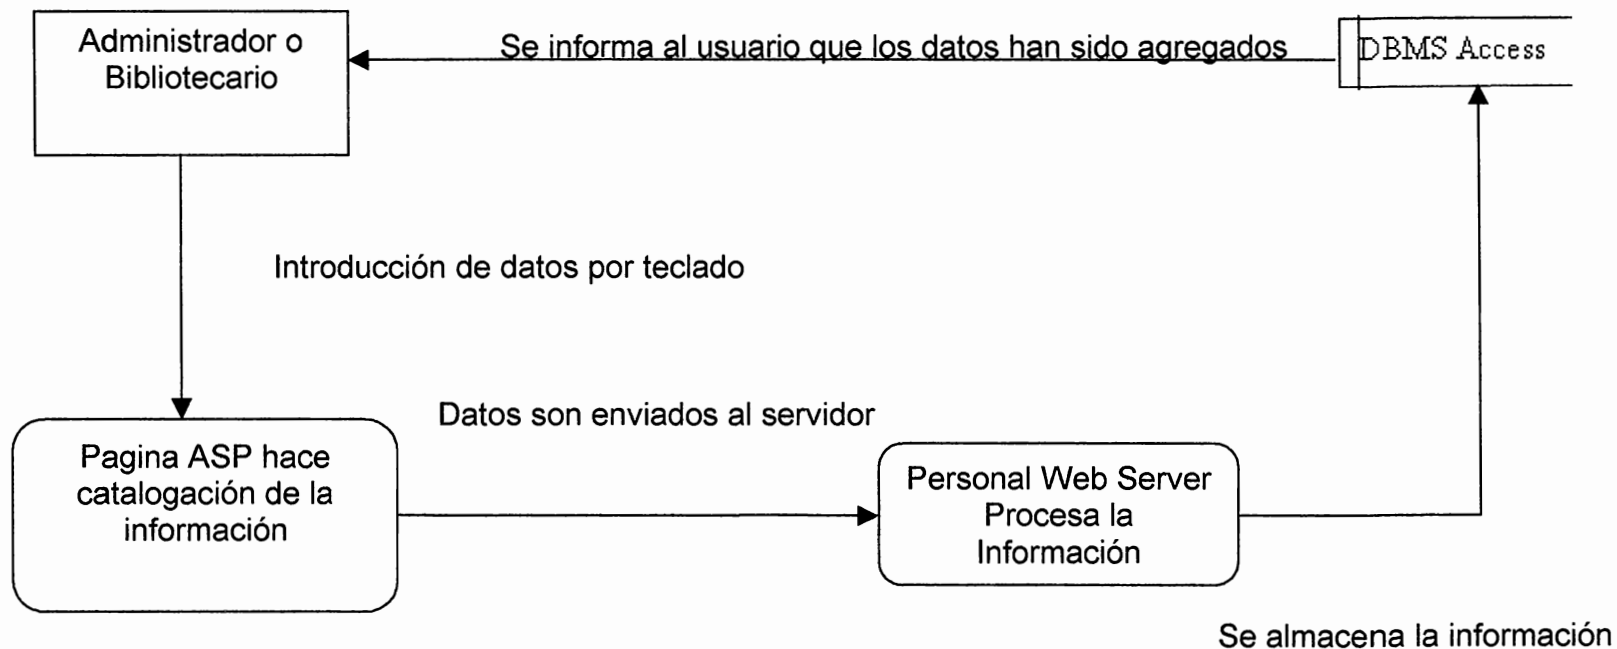 Administrador o
Bibliotecario
Se informa al usuario que los datos han sido agregados
DBMS Access
Introducción de datos por teclado
Datos son enviados al servidor
Pagina ASP hace
catalogación de la
información
Personal Web Server
Procesa la
Información
Se almacena la información